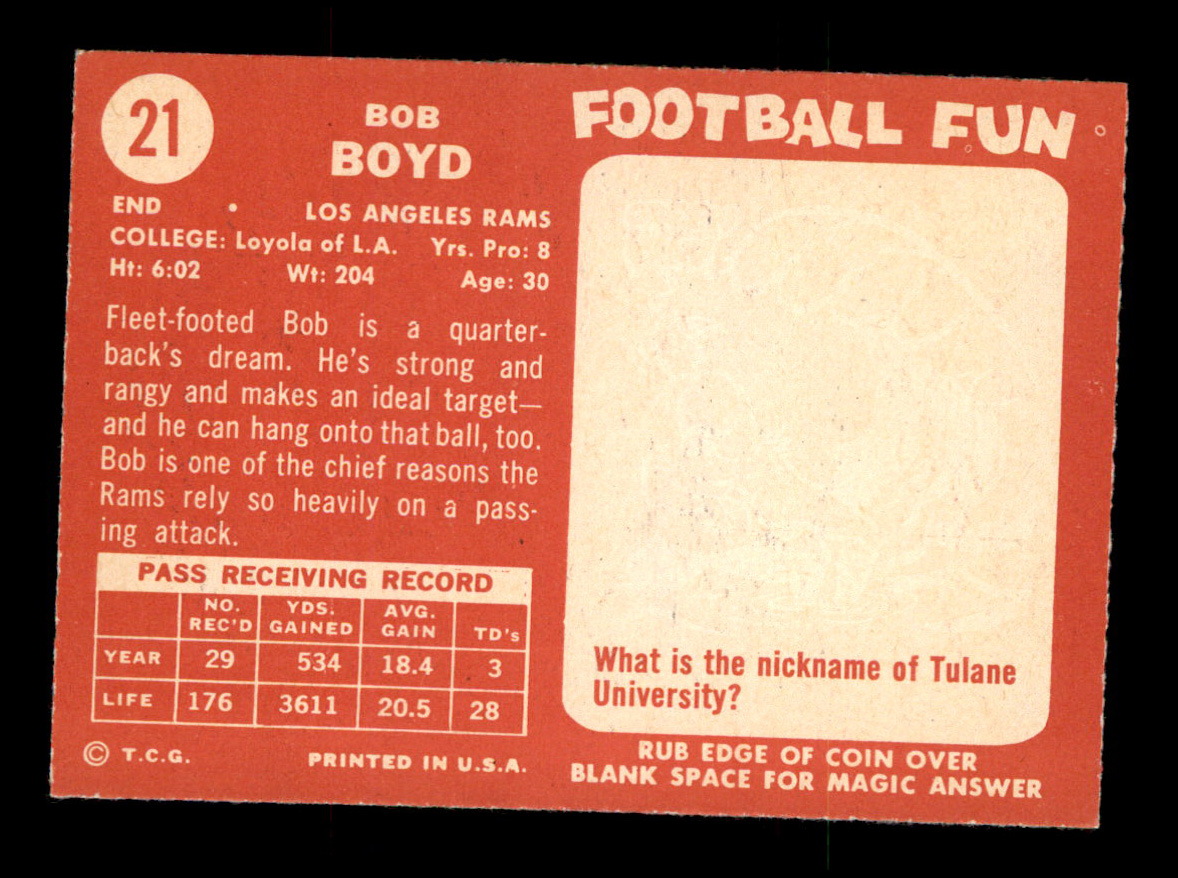 21
BOB
BOYD
END • LOS ANGELES RAMS
COLLEGE: Loyola of L.A. Yrs. Pro: 8
Ht: 6:02 Wt: 204 Age: 30
Fleet-footed Bob is a quarter-
back's dream. He's strong and
rangy and makes an ideal target—
and he can hang onto that ball, too.
Bob is one of the chief reasons the
Rams rely so heavily on a pass-
ing attack.
PASS RECEIVING RECORD
NO. REC'D YDS. GAINED AVG. GAIN TD's
YEAR 29 534 18.4 3
LIFE 176 3611 20.5 28
© T.C.G. PRINTED IN U.S.A.
FOOTBALL FUN
What is the nickname of Tulane
University?
RUB EDGE OF COIN OVER
BLANK SPACE FOR MAGIC ANSWER